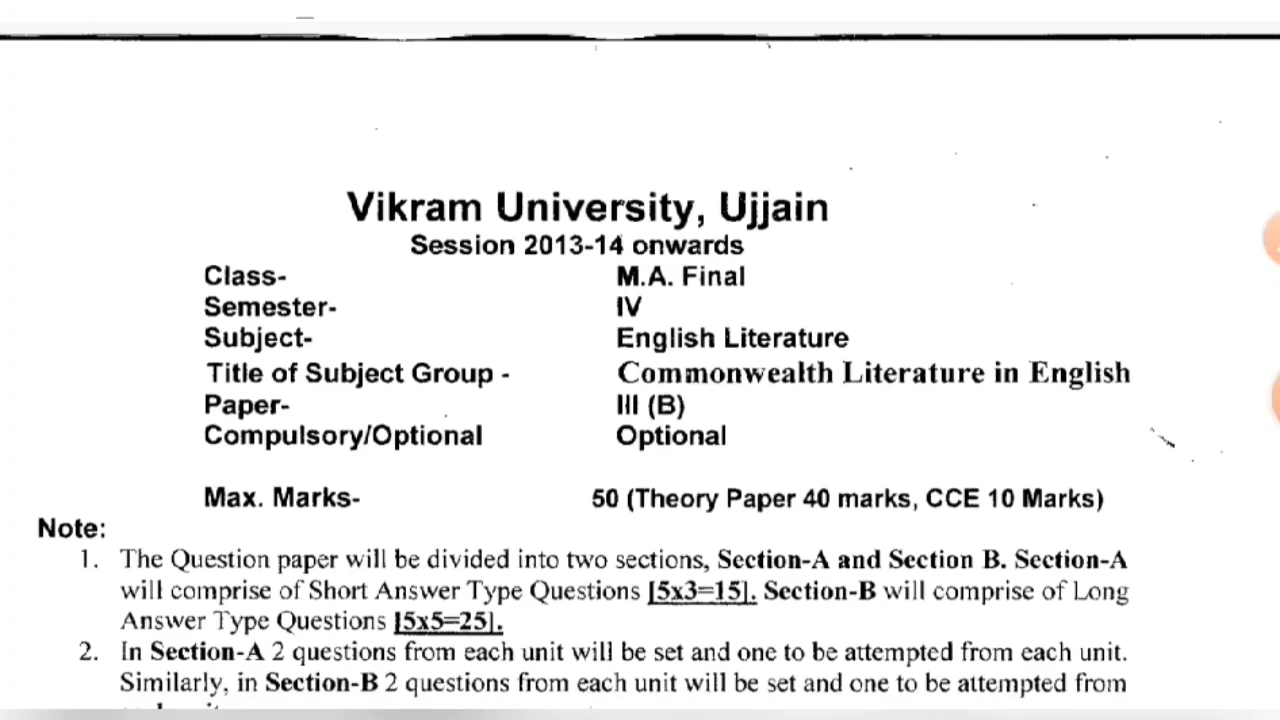 Vikram University, Ujjain
Session 2013-14 onwards
Class- M.A. Final
Semester- IV
Subject- English Literature
Title of Subject Group - Commonwealth Literature in English
Paper- III (B)
Compulsory/Optional Optional
Max. Marks- 50 (Theory Paper 40 marks, CCE 10 Marks)
Note:
1. The Question paper will be divided into two sections, Section-A and Section B. Section-A
will comprise of Short Answer Type Questions [5x3=15]. Section-B will comprise of Long
Answer Type Questions [5x5=25].
2. In Section-A 2 questions from each unit will be set and one to be attempted from each unit.
Similarly, in Section-B 2 questions from each unit will be set and one to be attempted from